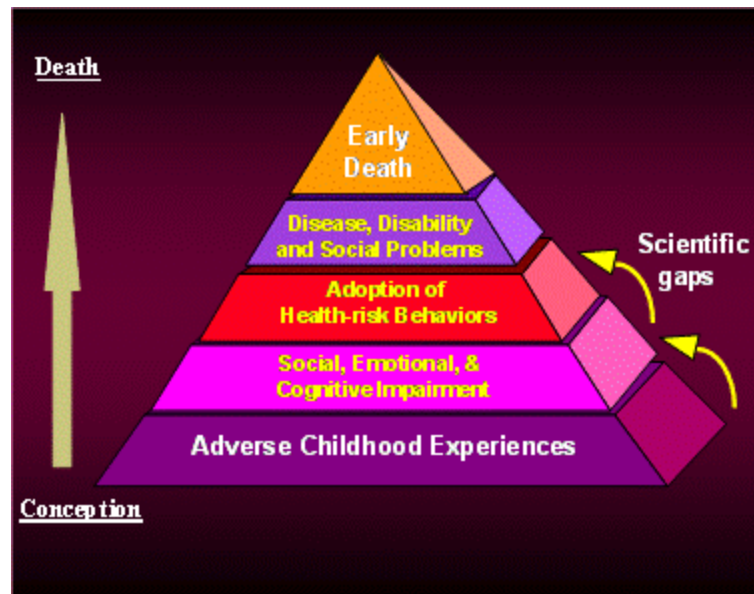 Death
Early
Death
Disease, Disability
and Social Problems
Scientific
gaps
Adoption of
Health-risk Behaviors
Social, Emotional, &
Cognitive Impairment
Adverse Childhood Experiences
Conception